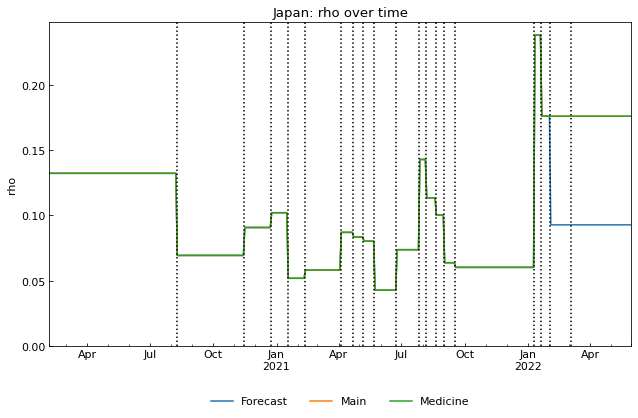 Japan: rho over time
rho
0.20
0.15
0.10
0.05
0.00
Apr Jul Oct Jan Apr Jul Oct Jan Apr
2021 2022
Forecast Main Medicine